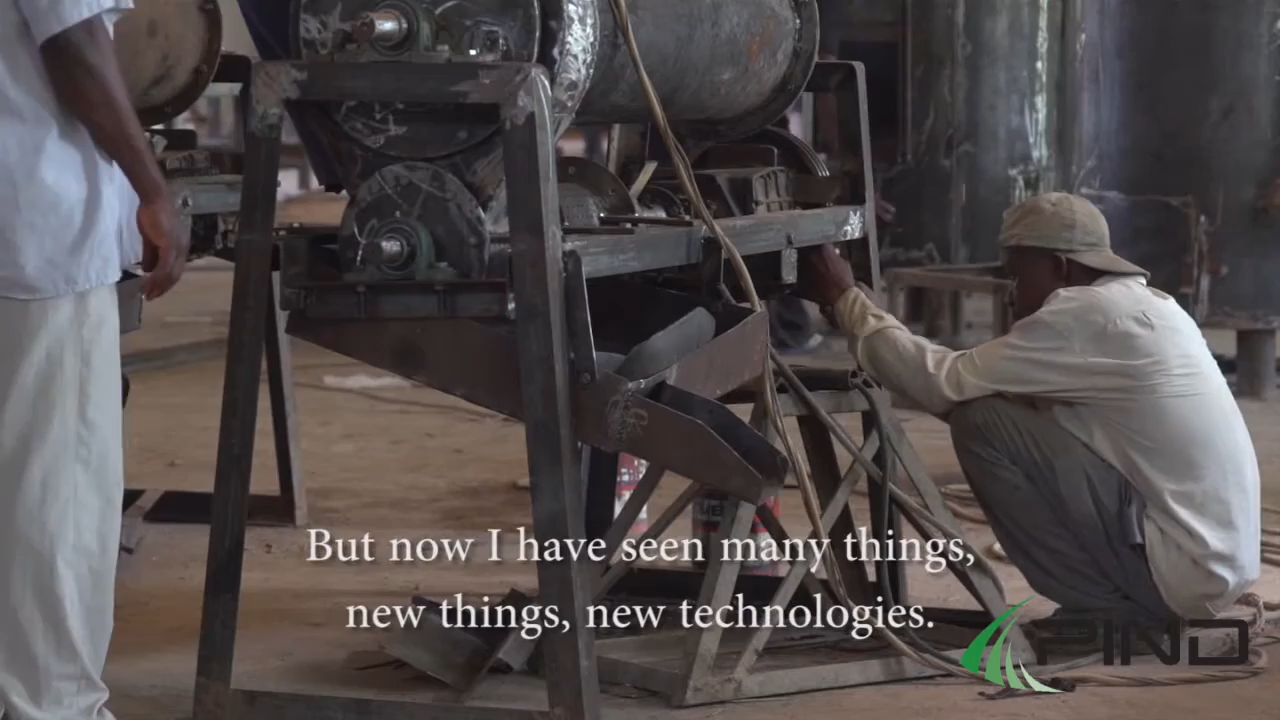 But now I have seen many things,
new things, new technologies.
PIND